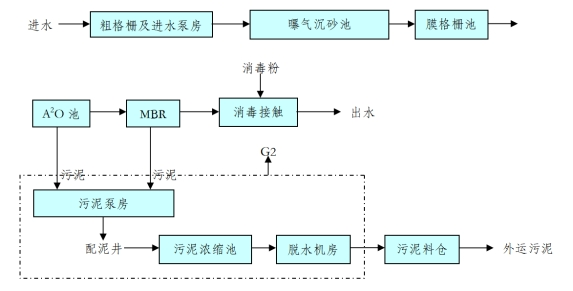 进水 粗格栅及进水泵房 曝气沉砂池 膜格栅池
消毒粉
A²O 池 MBR 消毒接触 出水
G2
污泥 污泥
污泥泵房
配泥井 污泥浓缩池 脱水机房 污泥料仓 外运污泥